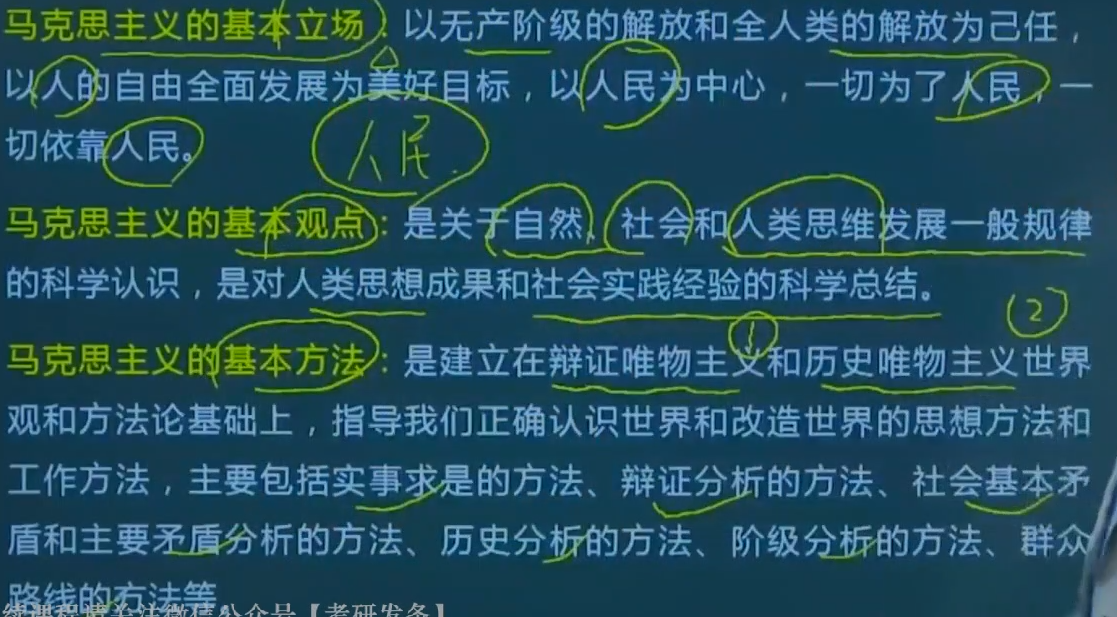 马克思主义的基本立场：以无产阶级的解放和全人类的解放为己任，
以人的自由全面发展为美好目标，以人民为中心，一切为了人民，一
切依靠人民。
人民
马克思主义的基本观点：是关于自然、社会和人类思维发展一般规律
的科学认识，是对人类思想成果和社会实践经验的科学总结。
2
1
马克思主义的基本方法：是建立在辩证唯物主义和历史唯物主义世界
观和方法论基础上，指导我们正确认识世界和改造世界的思想方法和
工作方法，主要包括实事求是的方法、辩证分析的方法、社会基本矛
盾和主要矛盾分析的方法、历史分析的方法、阶级分析的方法、群众
路线的方法等
续课程请关注微信公众号【考研发条】